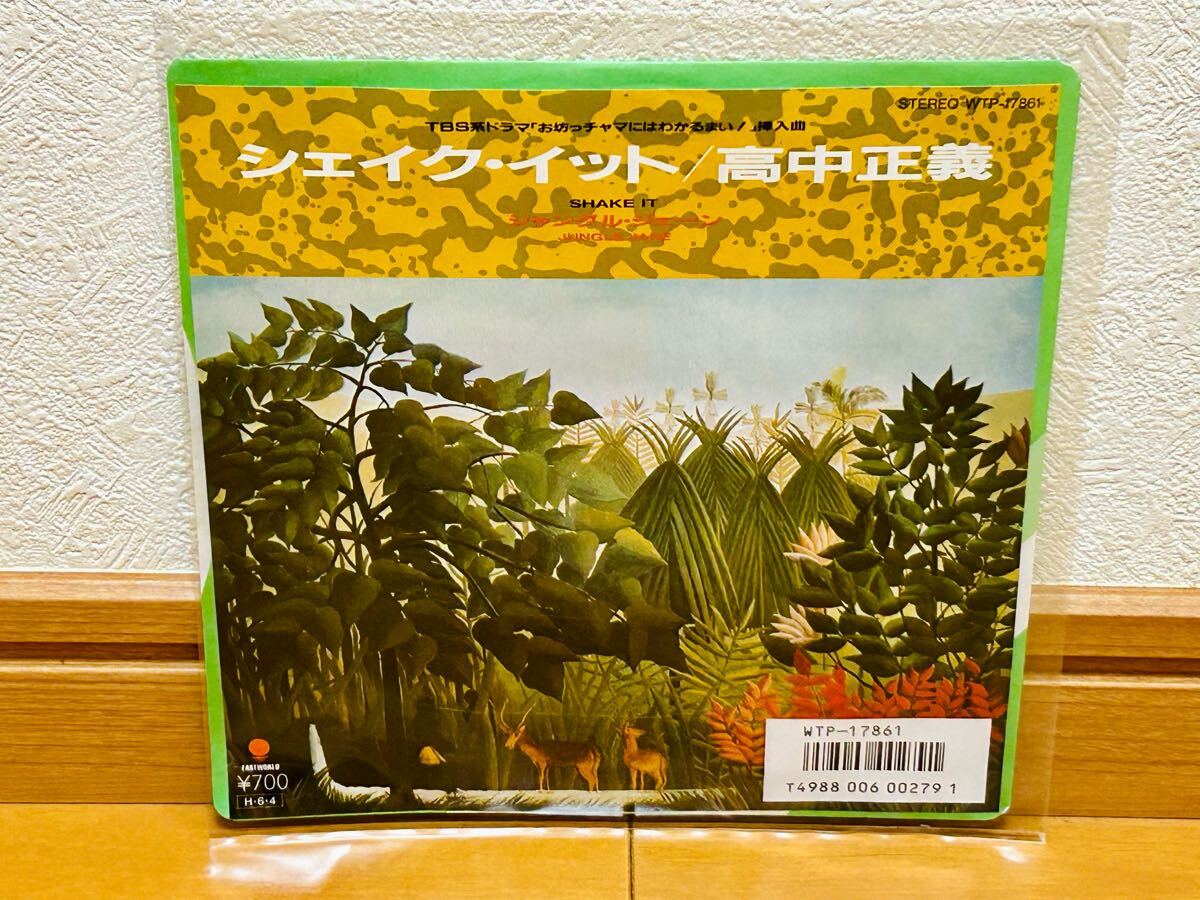 STEREO WTP-17861
TBS系ドラマ「お坊っチャマにはわかるまい!」挿入曲
シェイク・イット/高中正義
SHAKE IT
ジャングル・ジェーン
JUNGLE JANE
EASTWORLD
¥700
H・6・4
WTP-17861
T4988 006 00279 1